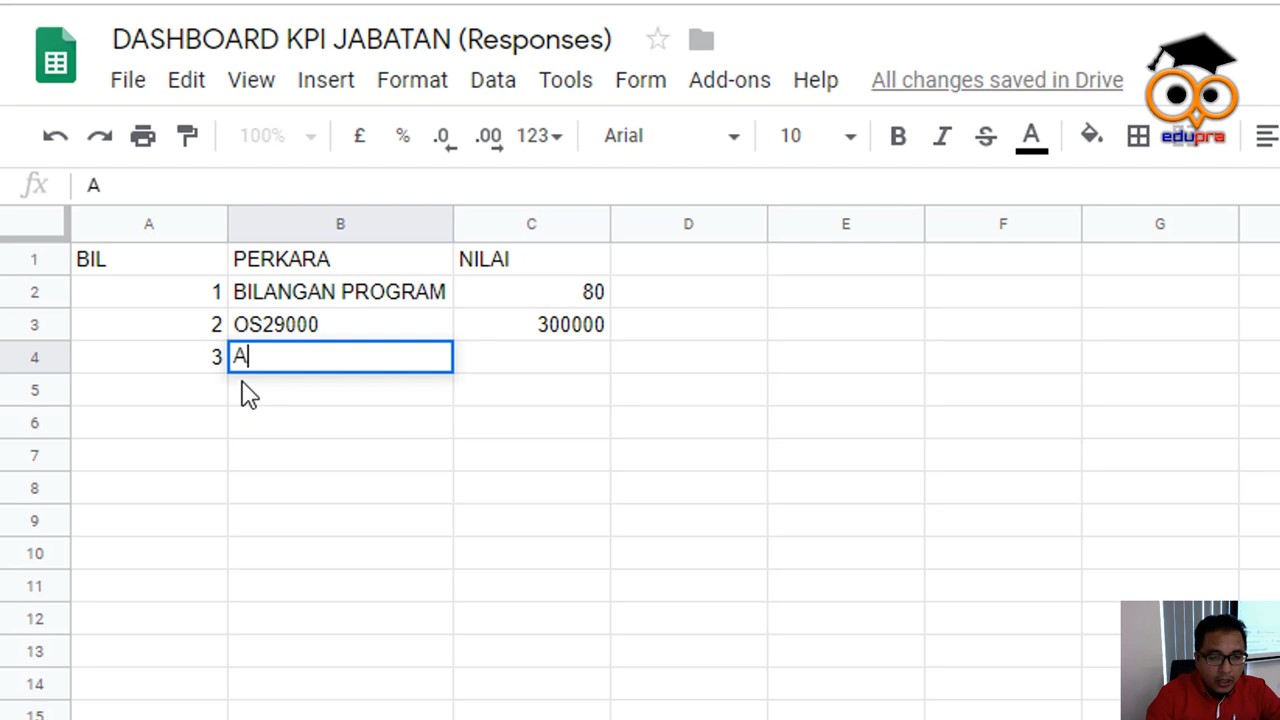 DASHBOARD KPI JABATAN (Responses)
File Edit View Insert Format Data Tools Form Add-ons Help All changes saved in Drive
100% £ % .0 .00 123 Arial 10 B I S A
edupra
fx A
A B C D E F G
1 BIL PERKARA NILAI
2 1 BILANGAN PROGRAM 80
3 2 OS29000 300000
4 3 A
5
6
7
8
9
10
11
12
13
14
15